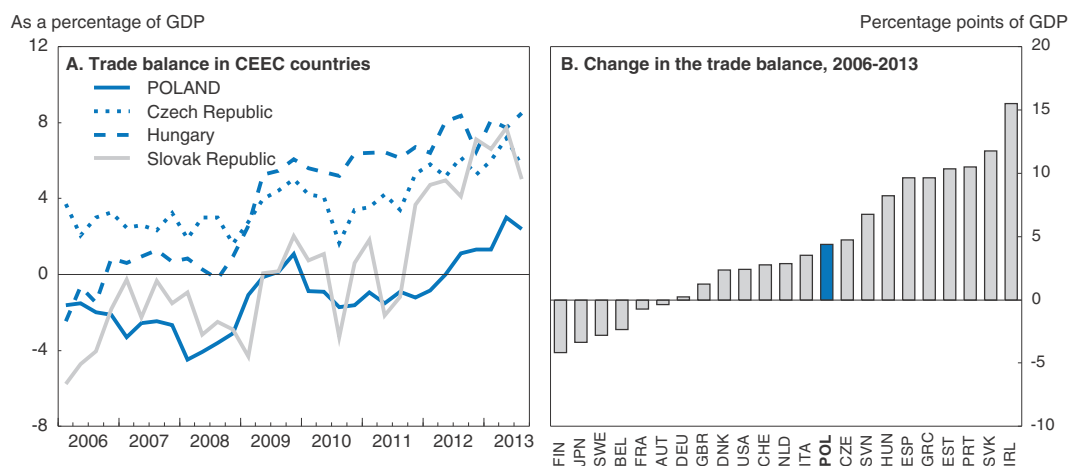 As a percentage of GDP
Percentage points of GDP
A. Trade balance in CEEC countries
POLAND
Czech Republic
Hungary
Slovak Republic
12
8
4
0
-4
-8
2006 2007 2008 2009 2010 2011 2012 2013
B. Change in the trade balance, 2006-2013
20
15
10
5
0
-5
-10
FIN JPN SWE BEL FRA AUT DEU GBR DNK USA CHE NLD ITA POL CZE SVN HUN ESP GRC EST PRT SVK IRL